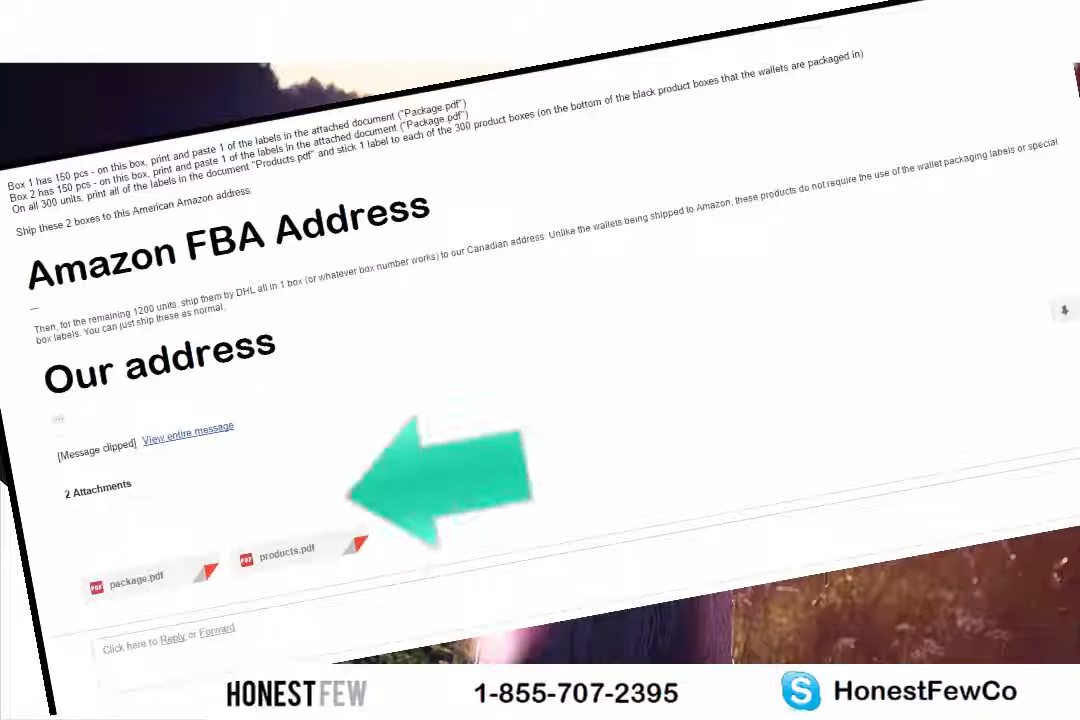 Box 1 has 150 pcs - on this box, print and paste 1 of the labels in the attached document ("Package.pdf")
Box 2 has 150 pcs - on this box, print and paste 1 of the labels in the attached document ("Package.pdf")
On all 300 units, print all of the labels in the document "Products.pdf" and stick 1 label to each of the 300 product boxes (on the bottom of the black product boxes that the wallets are packaged in)
Ship these 2 boxes to this American Amazon address.
Amazon FBA Address
—
Then, for the remaining 1200 units, ship them by DHL all in 1 box (or whatever box number works) to our Canadian address. Unlike the wallets being shipped to Amazon, these products do not require the use of the wallet packaging labels or special
box labels. You can just ship these as normal.
Our address
...
[Message clipped] View entire message
2 Attachments
PDF package.pdf
PDF products.pdf
Click here to Reply or Forward
HONESTFEW
1-855-707-2395
S HonestFewCo